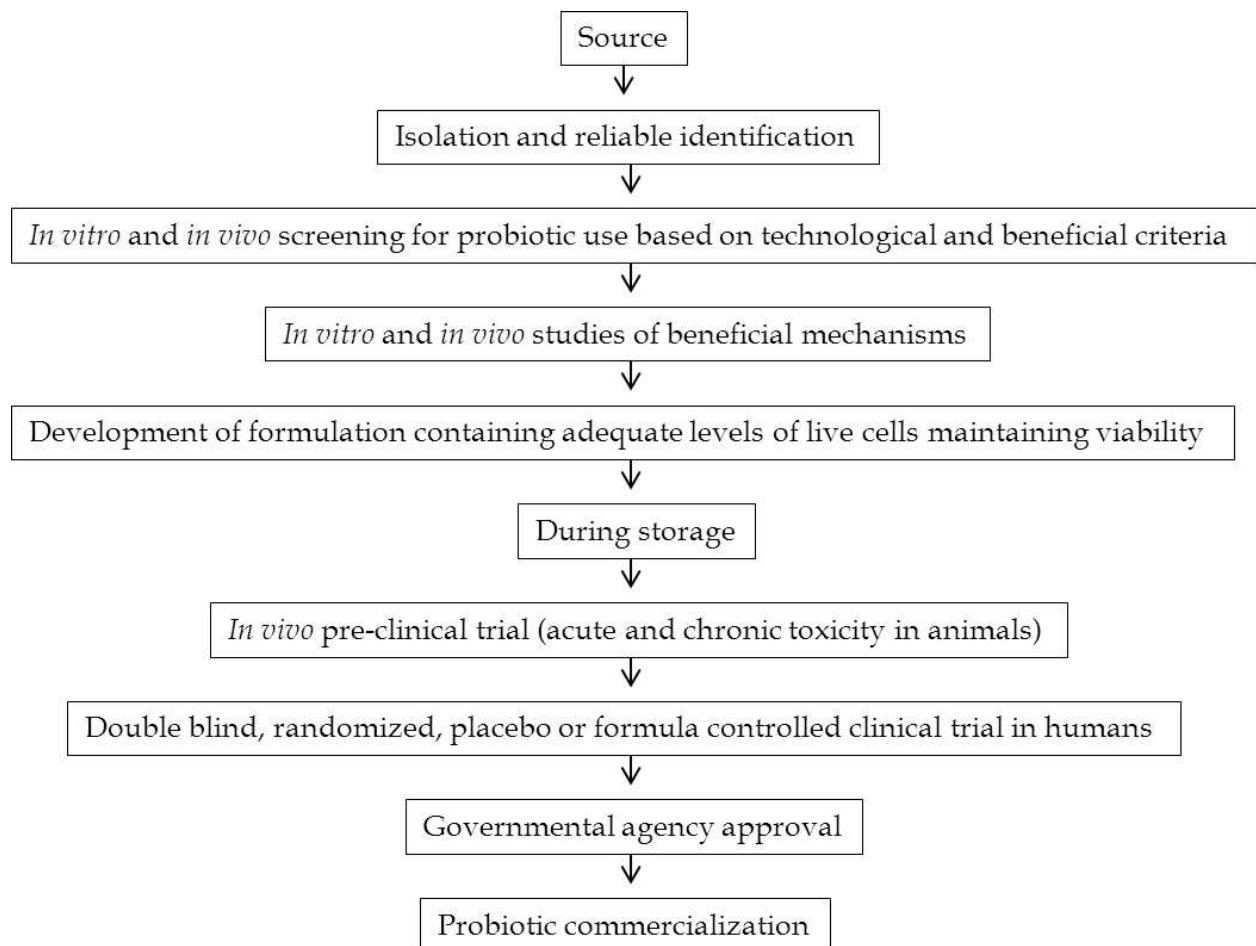 Source
Isolation and reliable identification
In vitro and in vivo screening for probiotic use based on technological and beneficial criteria
In vitro and in vivo studies of beneficial mechanisms
Development of formulation containing adequate levels of live cells maintaining viability
During storage
In vivo pre-clinical trial (acute and chronic toxicity in animals)
Double blind, randomized, placebo or formula controlled clinical trial in humans
Governmental agency approval
Probiotic commercialization